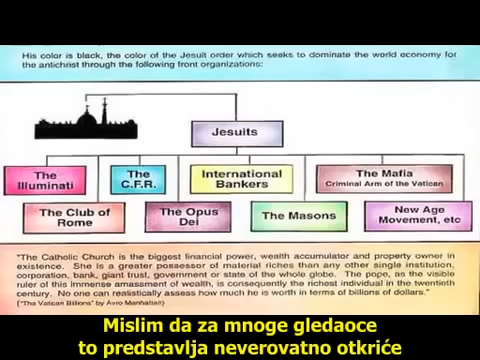 His color is black, the color of the Jesuit order which seeks to dominate the world economy for
the antichrist through the following front organizations:
Jesuits
The
Illuminati
The
C.F.R.
International
Bankers
The Mafia
Criminal Arm of the Vatican
The Club of
Rome
The Opus
Dei
The Masons
New Age
Movement, etc
"The Catholic Church is the biggest financial power, wealth accumulator and property owner in
existence. She is a greater possessor of material riches than any other single institution,
corporation, bank, giant trust, government or state of the whole globe. The pope, as the visible
ruler of this immense amassment of wealth, is consequently the richest individual in the twentieth
century. No one can realistically assess how much he is worth in terms of billions of dollars."
("The Vatican Billions" by Avro Manhattan)
Mislim da za mnoge gledaoce
to predstavlja neverovatno otkriće